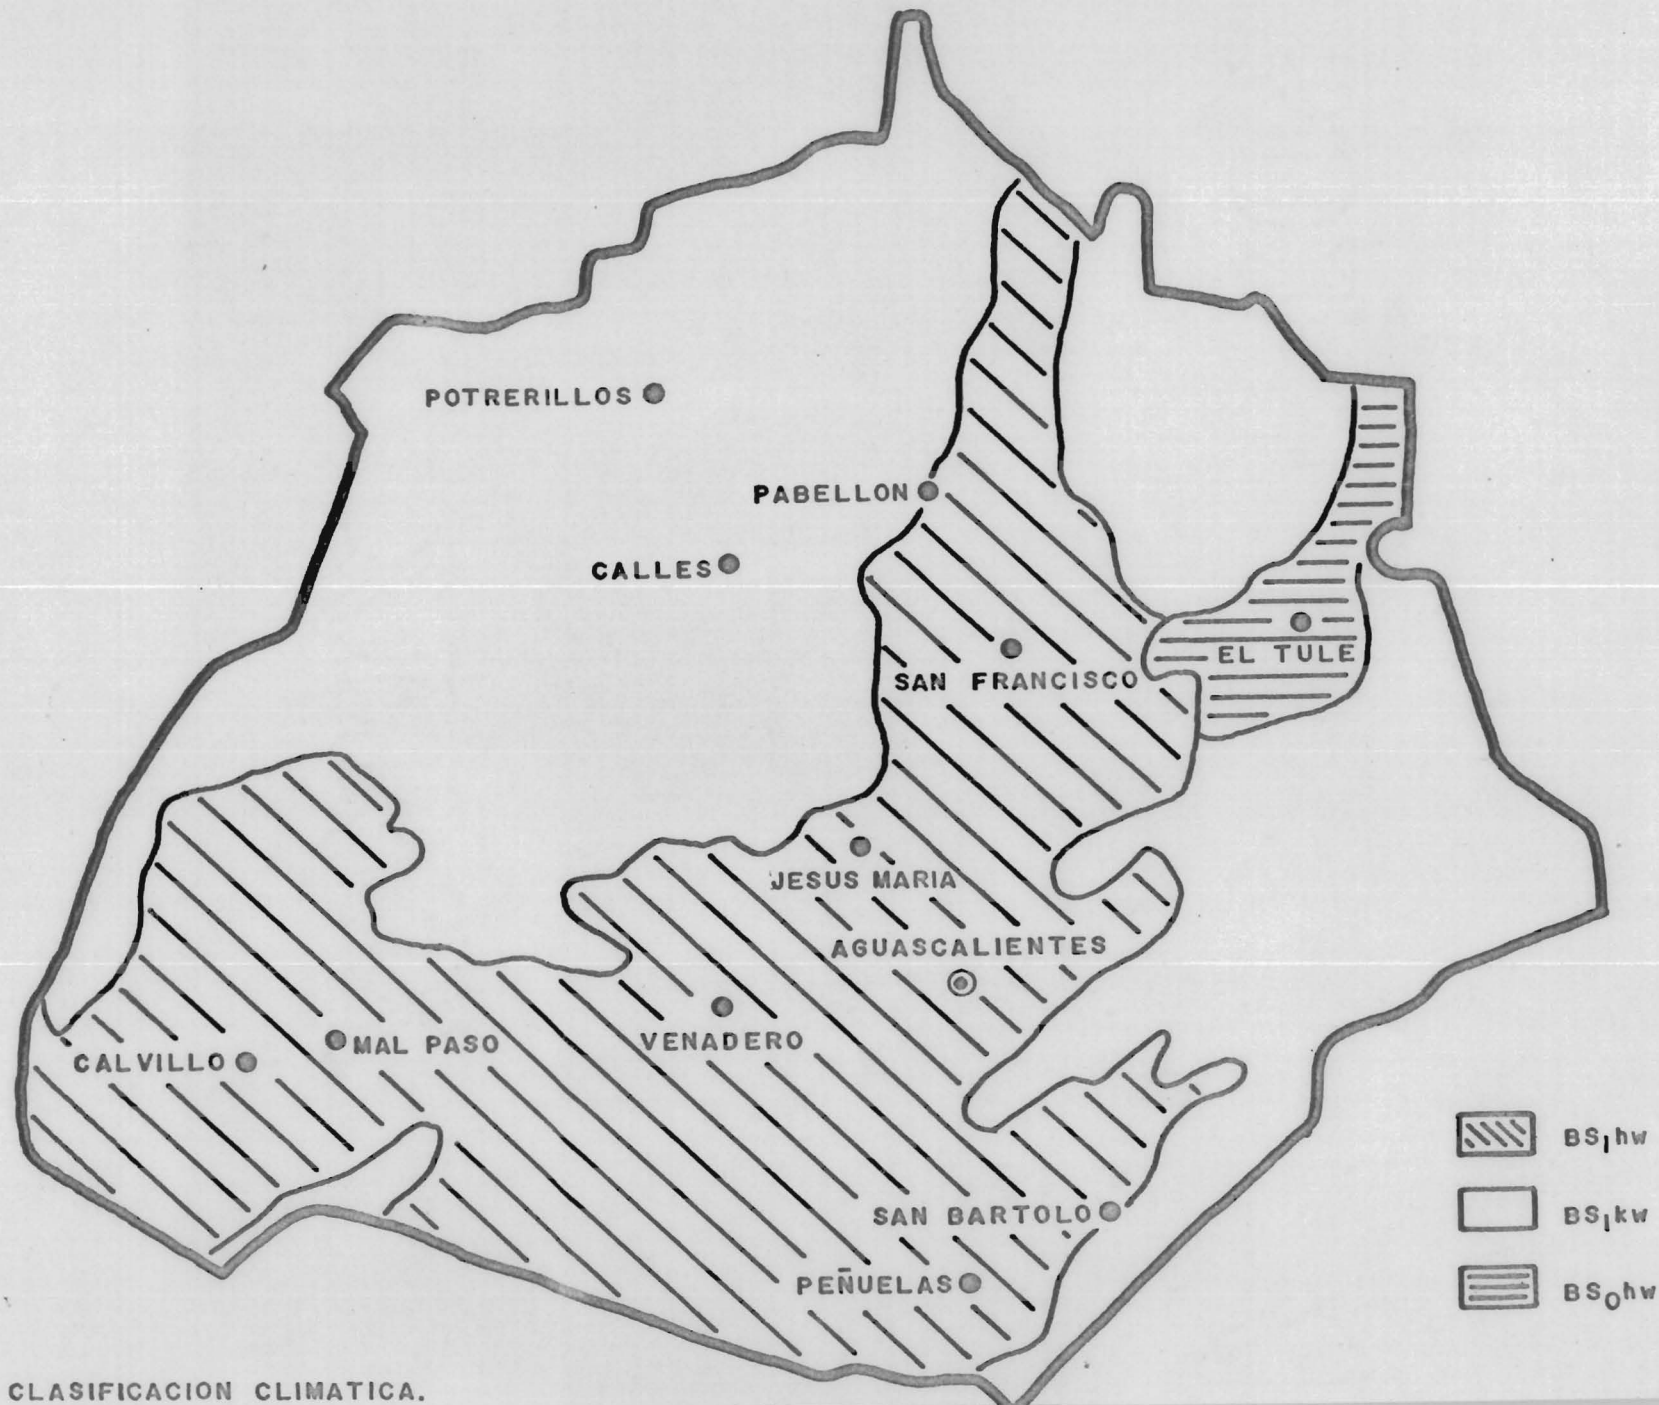 POTRERILLOS
PABELLON
CALLES
SAN FRANCISCO
EL TULE
JESUS MARIA
AGUASCALIENTES
CALVILLO
MAL PASO
VENADERO
SAN BARTOLO
PEÑUELAS
BS₁hw
BS₁kw
BS₀hw
CLASIFICACION CLIMATICA.